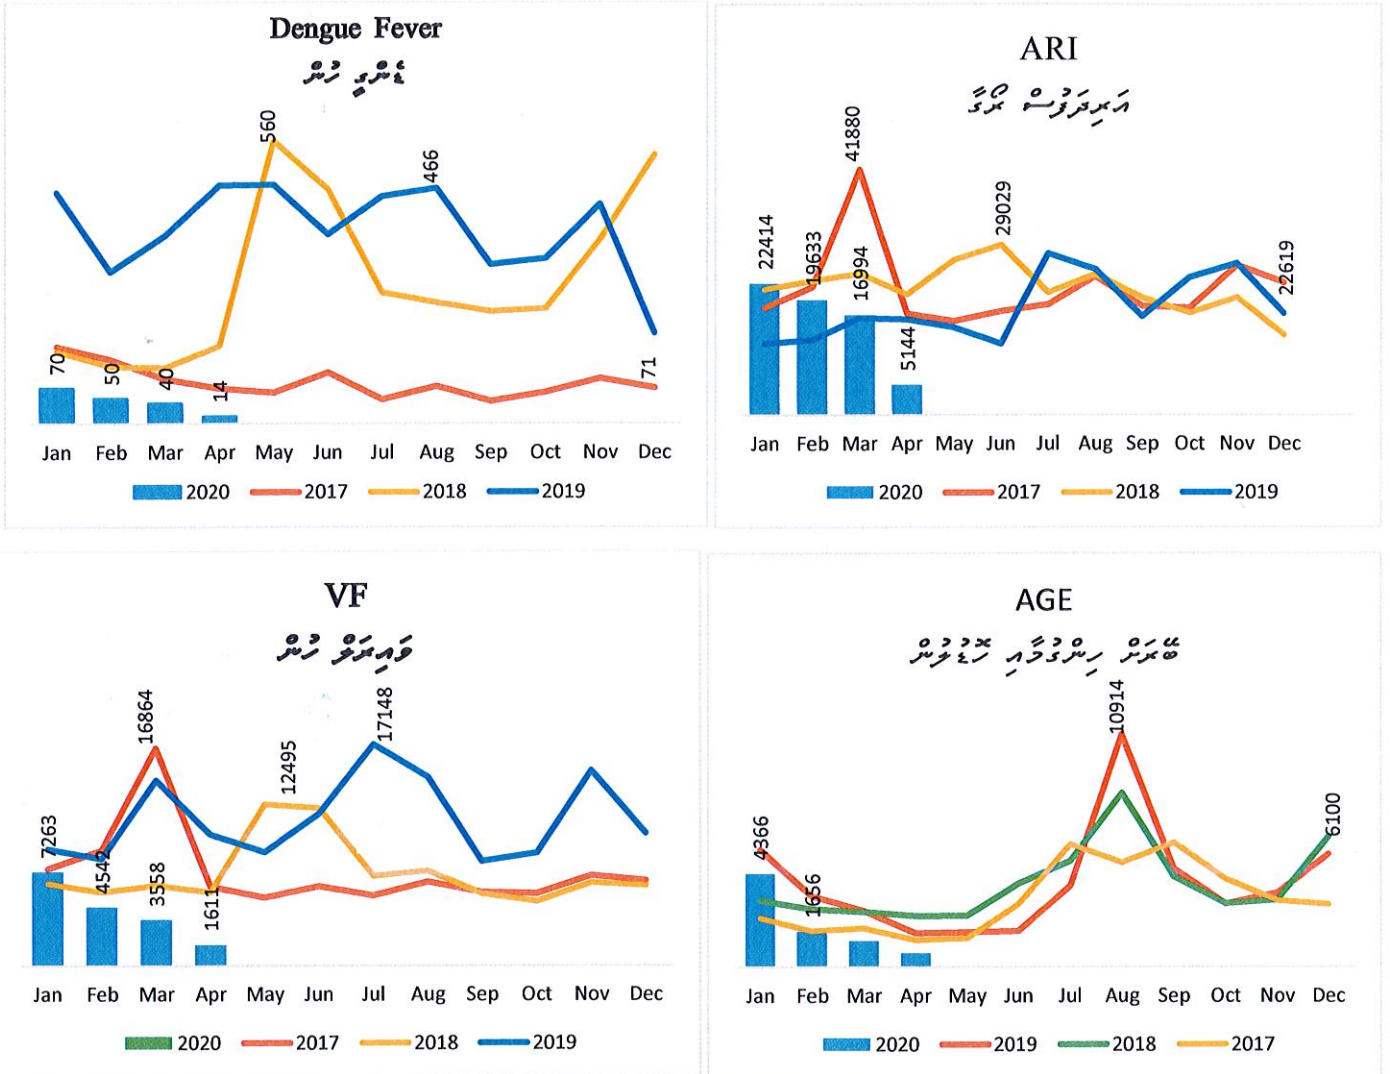 Dengue Fever
ޑެންގީ ހުން
560
466
70
50
40
14
71
Jan Feb Mar Apr May Jun Jul Aug Sep Oct Nov Dec
2020 2017 2018 2019
ARI
އަރިދަފުސް ރޯގާ
41880
29029
22414
19633
16994
5144
22619
Jan Feb Mar Apr May Jun Jul Aug Sep Oct Nov Dec
2020 2017 2018 2019
VF
ވައިރަލް ހުން
16864
17148
12495
7263
4542
3558
1611
Jan Feb Mar Apr May Jun Jul Aug Sep Oct Nov Dec
2020 2017 2018 2019
AGE
ބޭރަށް ހިންގުމާއި ހޮޑުލުން
10914
4366
1656
6100
Jan Feb Mar Apr May Jun Jul Aug Sep Oct Nov Dec
2020 2019 2018 2017